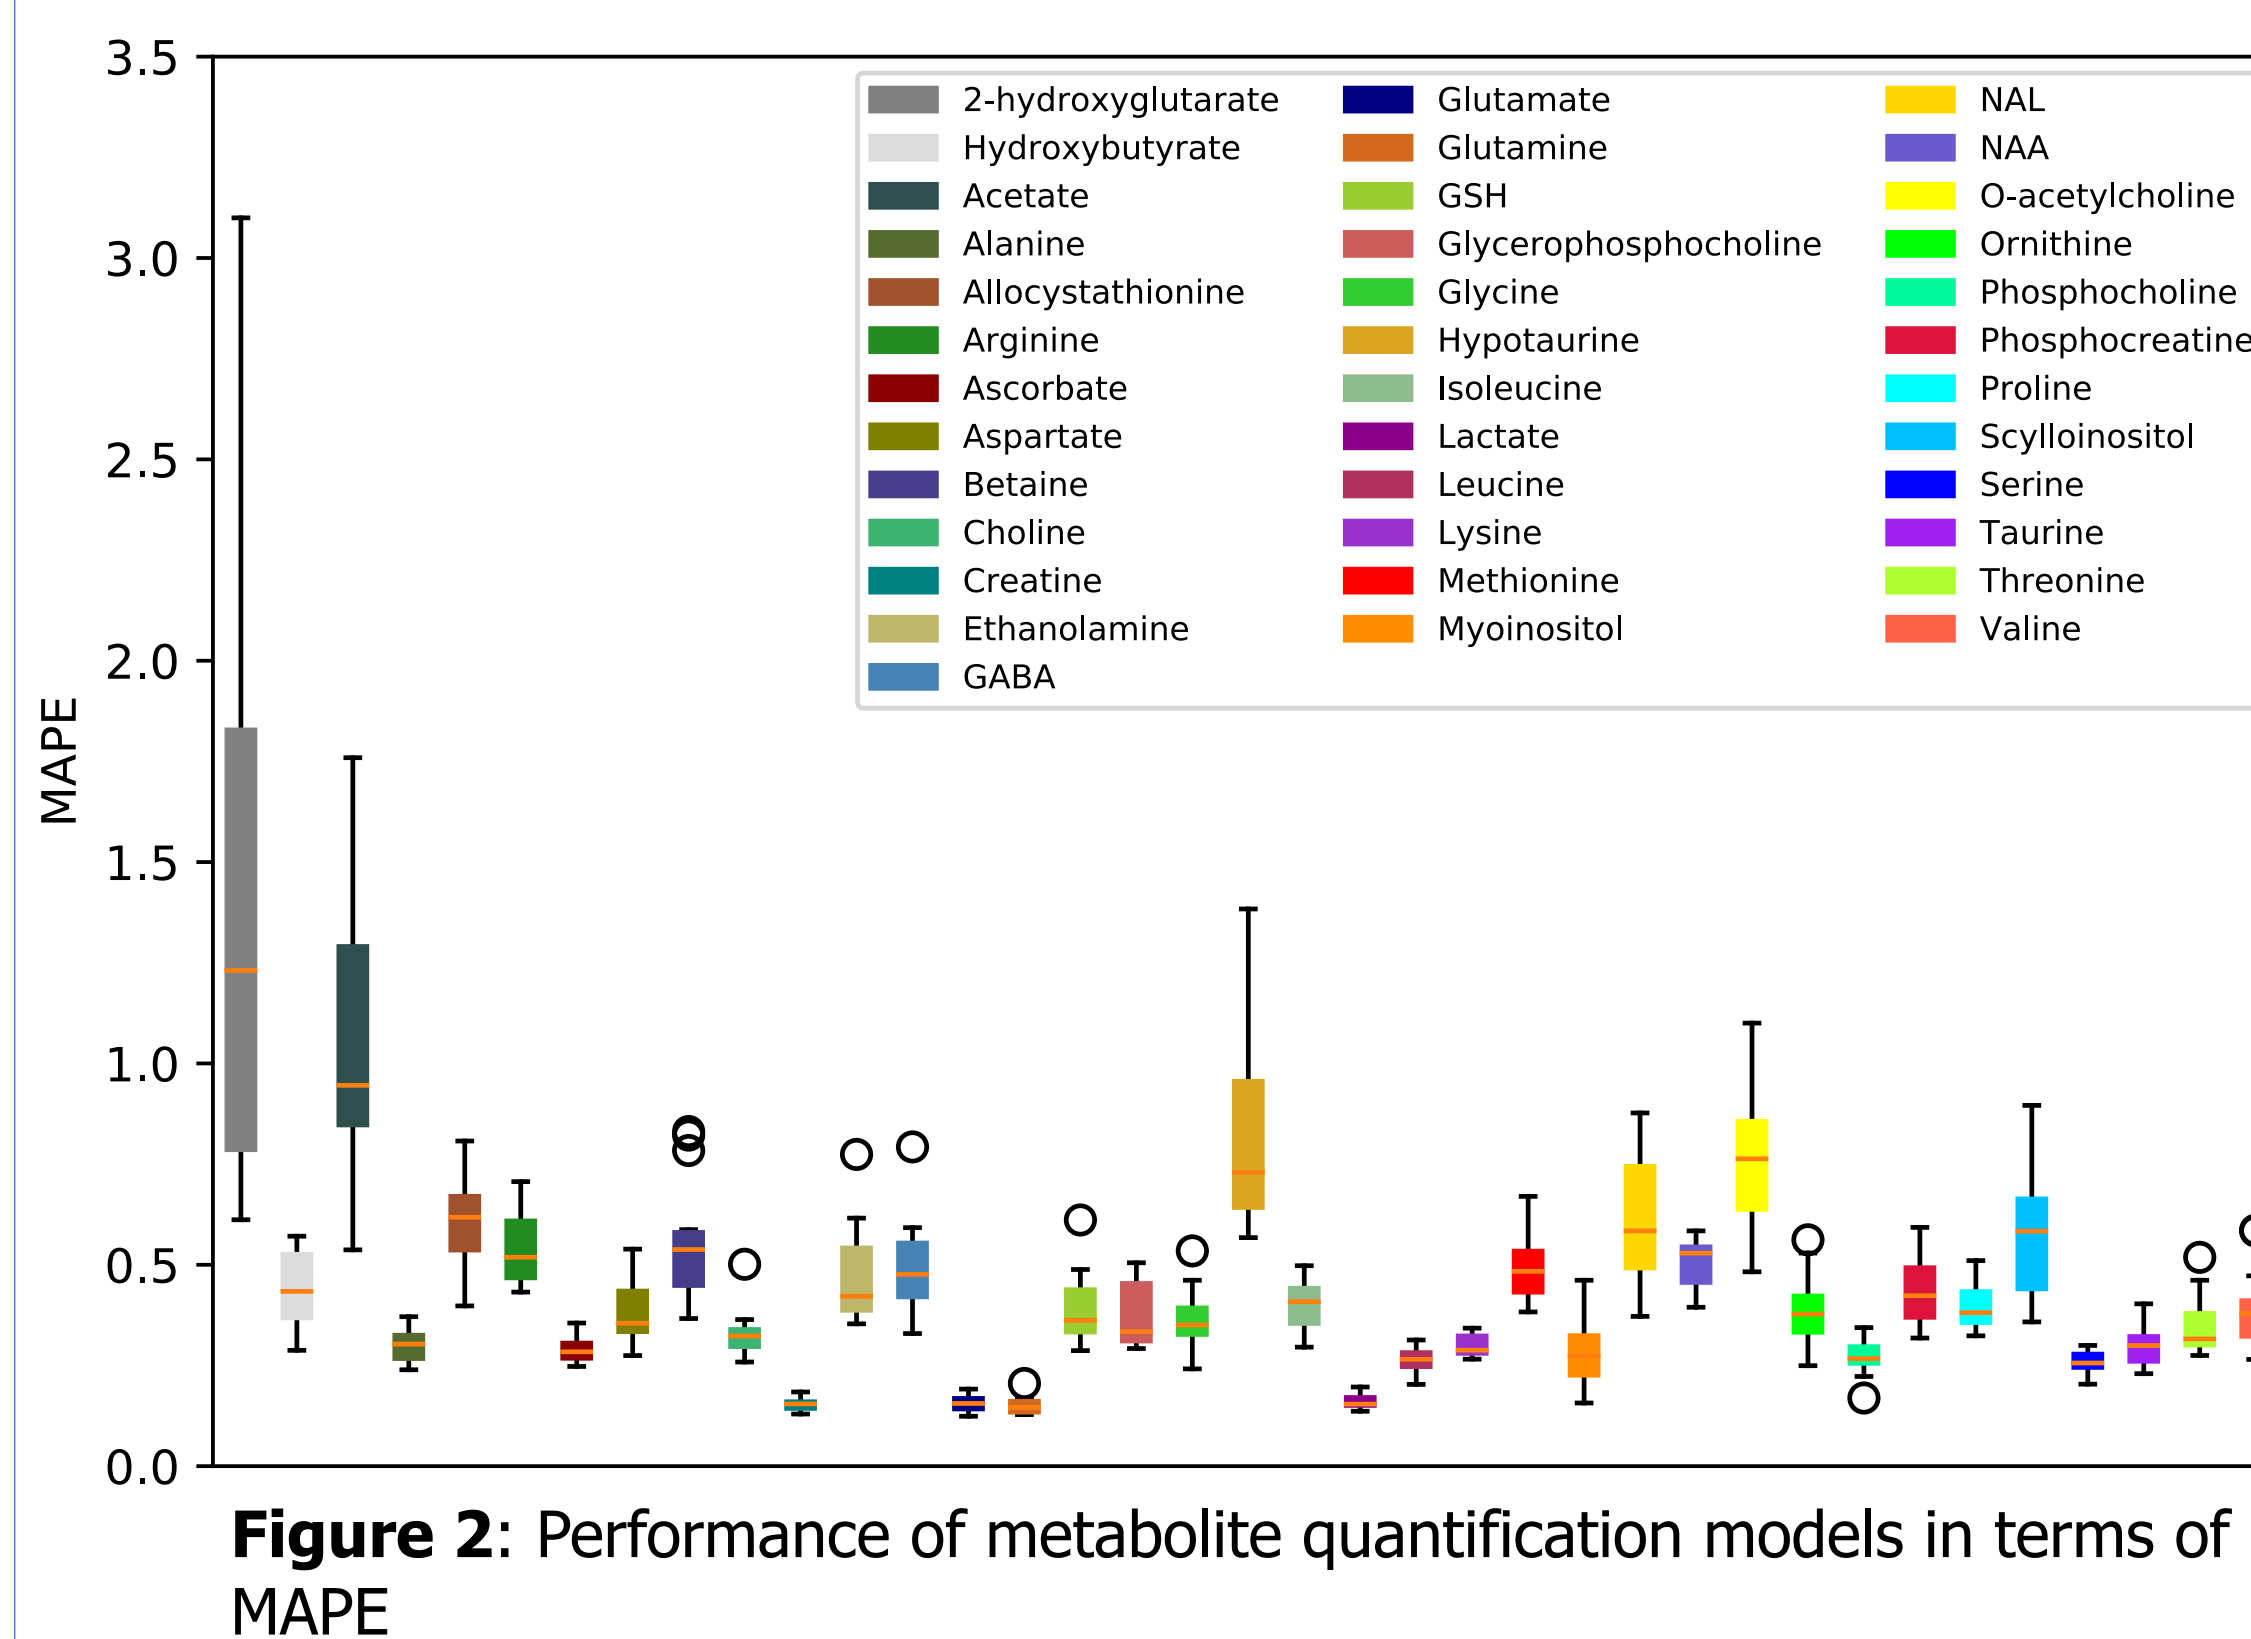 3.5
3.0
2.5
2.0
1.5
1.0
0.5
0.0
MAPE
2-hydroxyglutarate
Hydroxybutyrate
Acetate
Alanine
Allocystathionine
Arginine
Ascorbate
Aspartate
Betaine
Choline
Creatine
Ethanolamine
GABA
Glutamate
Glutamine
GSH
Glycerophosphocholine
Glycine
Hypotaurine
Isoleucine
Lactate
Leucine
Lysine
Methionine
Myoinositol
NAL
NAA
O-acetylcholine
Ornithine
Phosphocholine
Phosphocreatine
Proline
Scylloinositol
Serine
Taurine
Threonine
Valine
Figure 2: Performance of metabolite quantification models in terms of
MAPE